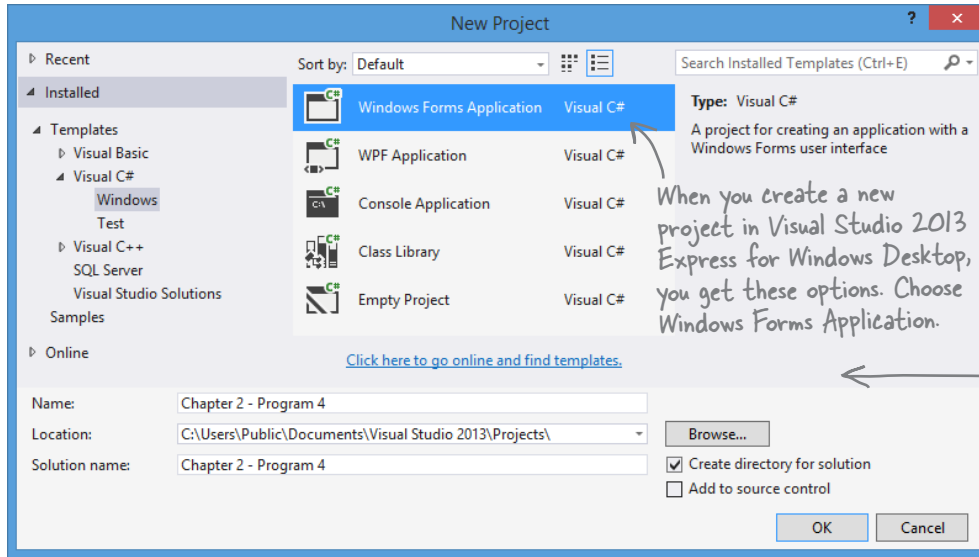 New Project
? ×
Recent
Installed
Templates
Visual Basic
Visual C#
Windows
Test
Visual C++
SQL Server
Visual Studio Solutions
Samples
Online
Sort by: Default
Search Installed Templates (Ctrl+E)
C# Windows Forms Application Visual C#
C# WPF Application Visual C#
C# C:\ Console Application Visual C#
C# Class Library Visual C#
C# Empty Project Visual C#
Click here to go online and find templates.
Type: Visual C#
A project for creating an application with a
Windows Forms user interface
When you create a new
project in Visual Studio 2013
Express for Windows Desktop,
you get these options. Choose
Windows Forms Application.
Name: Chapter 2 - Program 4
Location: C:\Users\Public\Documents\Visual Studio 2013\Projects\ Browse...
Solution name: Chapter 2 - Program 4
Create directory for solution
Add to source control
OK Cancel